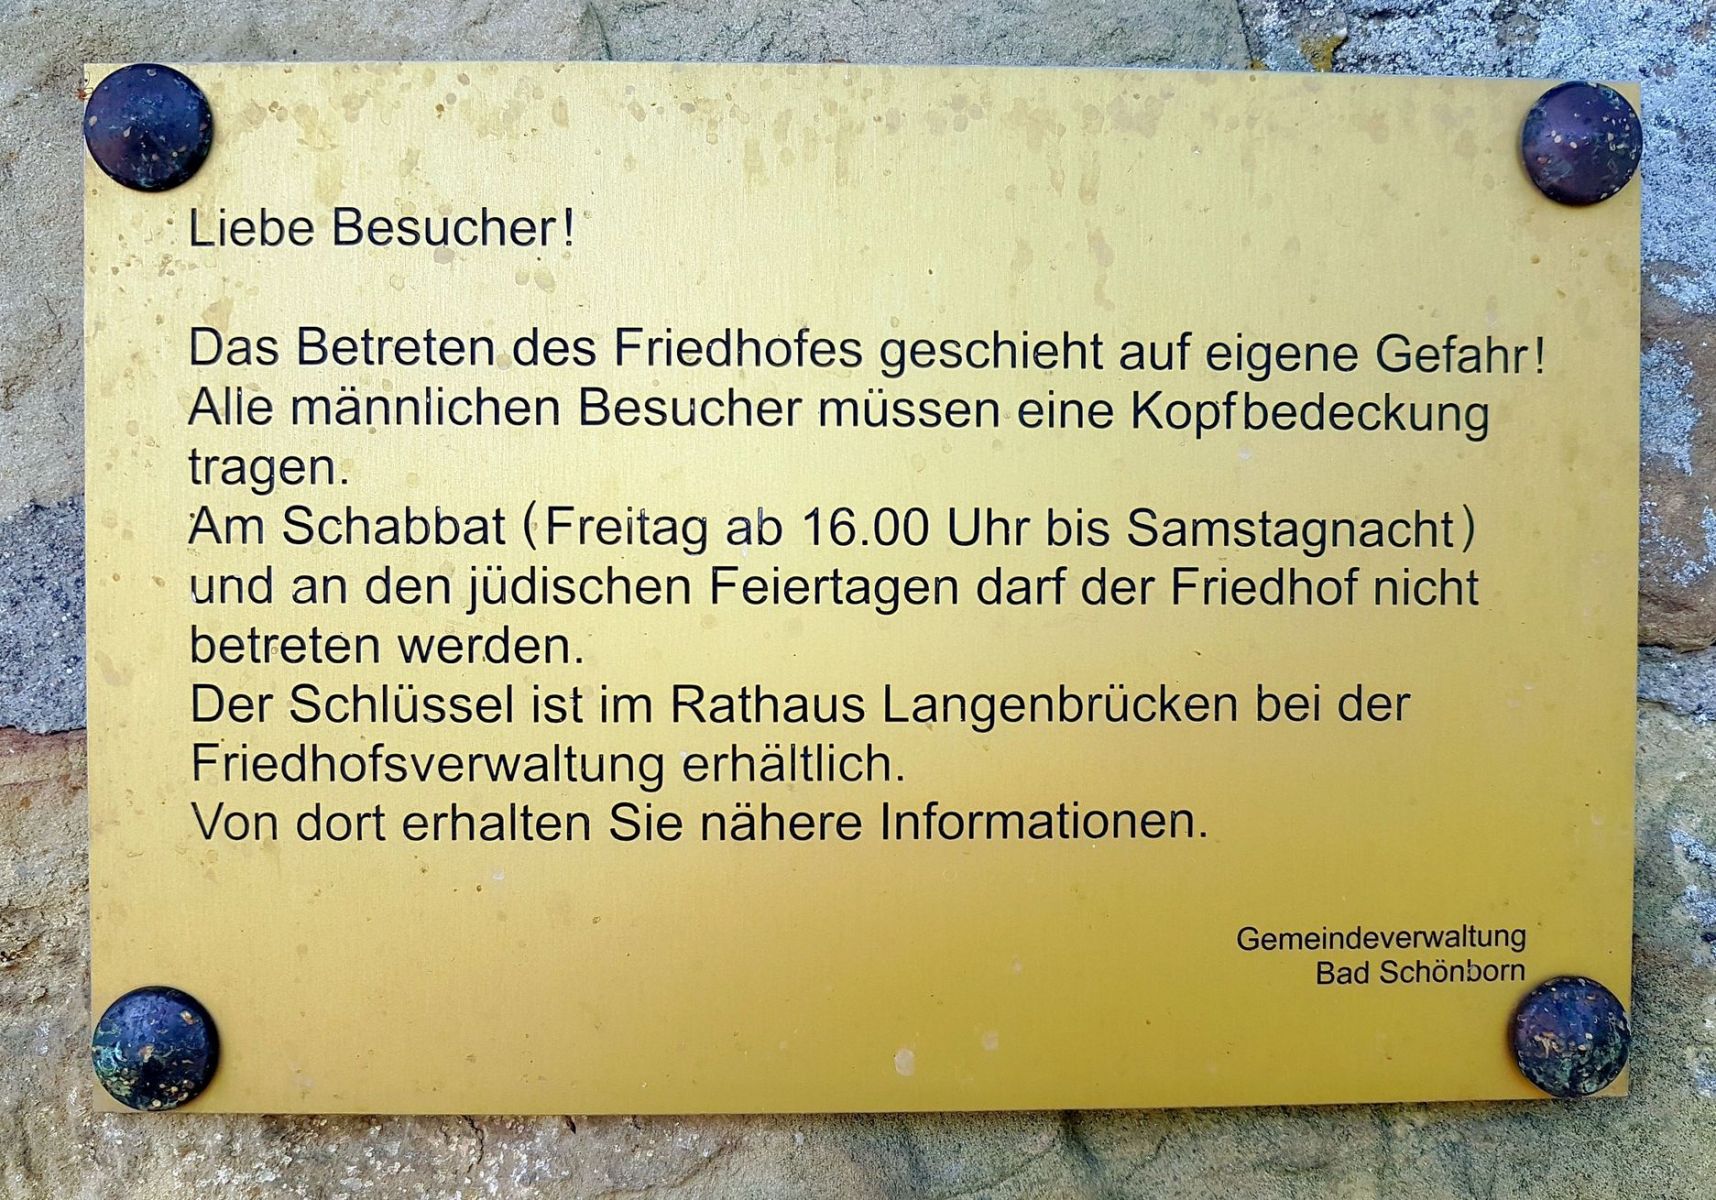 Liebe Besucher!
Das Betreten des Friedhofes geschieht auf eigene Gefahr!
Alle männlichen Besucher müssen eine Kopfbedeckung
tragen.
Am Schabbat (Freitag ab 16.00 Uhr bis Samstagnacht)
und an den jüdischen Feiertagen darf der Friedhof nicht
betreten werden.
Der Schlüssel ist im Rathaus Langenbrücken bei der
Friedhofsverwaltung erhältlich.
Von dort erhalten Sie nähere Informationen.
Gemeindeverwaltung
Bad Schönborn